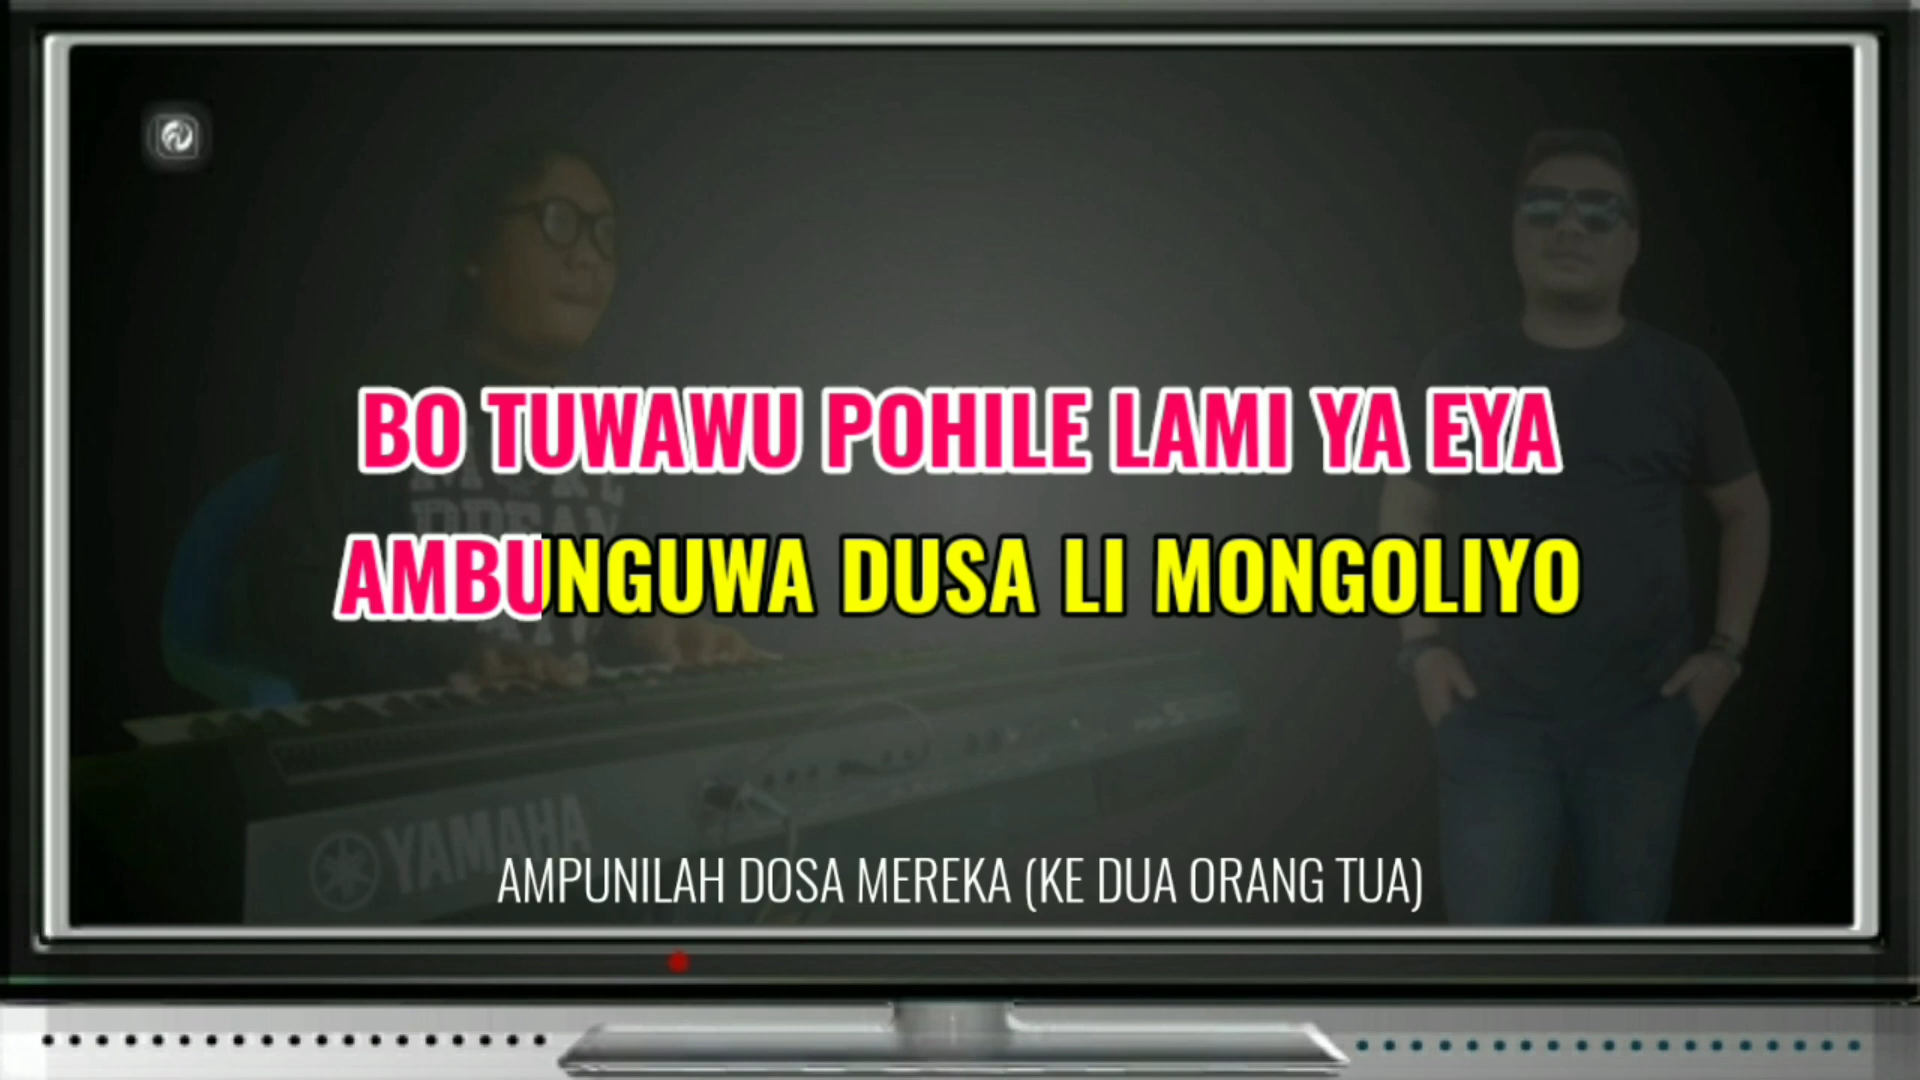 BO TUWAWU POHILE LAMI YA EYA
AMBUNGUWA DUSA LI MONGOLIYO
YAMAHA
AMPUNILAH DOSA MEREKA (KE DUA ORANG TUA)